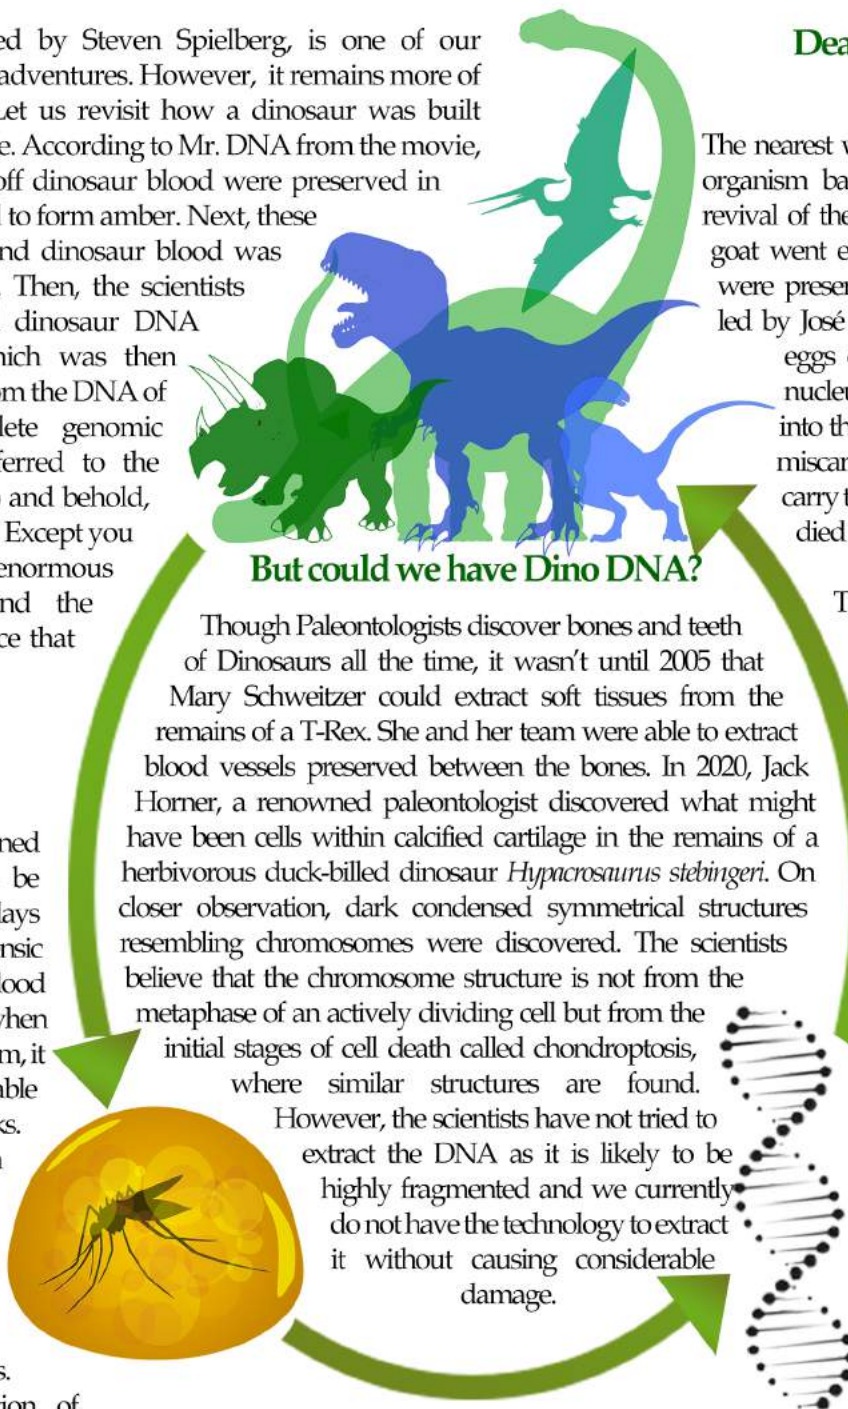 ed by Steven Spielberg, is one of our
adventures. However, it remains more of
Let us revisit how a dinosaur was built
e. According to Mr. DNA from the movie,
off dinosaur blood were preserved in
to form amber. Next, these
nd dinosaur blood was
Then, the scientists
dinosaur DNA
hich was then
om the DNA of
lete genomic
ferred to the
and behold,
Except you
enormous
nd the
ce that
ned
be
lays
nsic
lood
when
m, it
able
ks.
s.
tion of
But could we have Dino DNA?
Though Paleontologists discover bones and teeth
of Dinosaurs all the time, it wasn't until 2005 that
Mary Schweitzer could extract soft tissues from the
remains of a T-Rex. She and her team were able to extract
blood vessels preserved between the bones. In 2020, Jack
Horner, a renowned paleontologist discovered what might
have been cells within calcified cartilage in the remains of a
herbivorous duck-billed dinosaur Hypacrosaurus stebingeri. On
closer observation, dark condensed symmetrical structures
resembling chromosomes were discovered. The scientists
believe that the chromosome structure is not from the
metaphase of an actively dividing cell but from the
initial stages of cell death called chondroptosis,
where similar structures are found.
However, the scientists have not tried to
extract the DNA as it is likely to be
highly fragmented and we currently
do not have the technology to extract
it without causing considerable
damage.
Dea
The nearest
organism ba
revival of the
goat went e
were preser
led by José
eggs
nucleu
into th
miscar
carry t
died
T